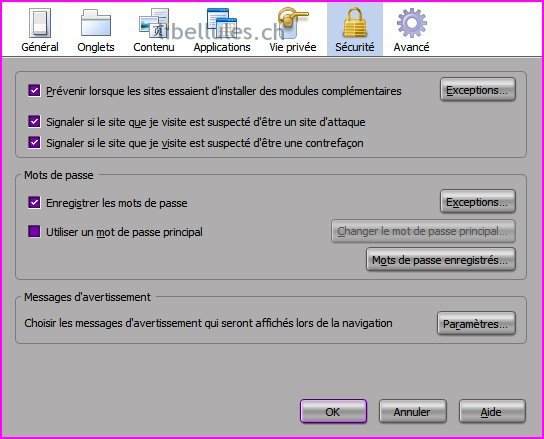 libellules.ch
Général Onglets Contenu Applications Vie privée Sécurité Avancé
Prévenir lorsque les sites essaient d'installer des modules complémentaires Exceptions...
Signaler si le site que je visite est suspecté d'être un site d'attaque
Signaler si le site que je visite est suspecté d'être une contrefaçon
Mots de passe
Enregistrer les mots de passe Exceptions...
Utiliser un mot de passe principal Changer le mot de passe principal...
Mots de passe enregistrés...
Messages d'avertissement
Choisir les messages d'avertissement qui seront affichés lors de la navigation Paramètres...
OK Annuler Aide